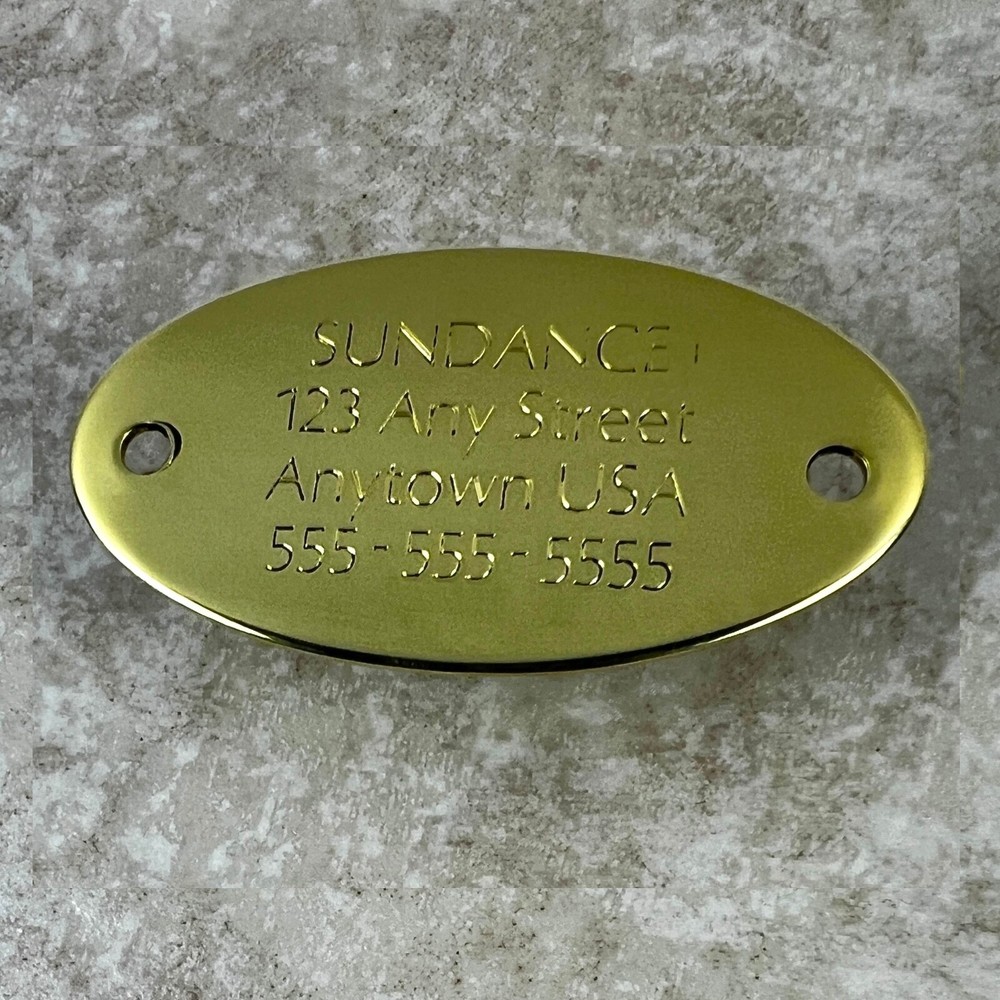 SUNDANCE
123 Any Street
Anytown USA
555-555-5555